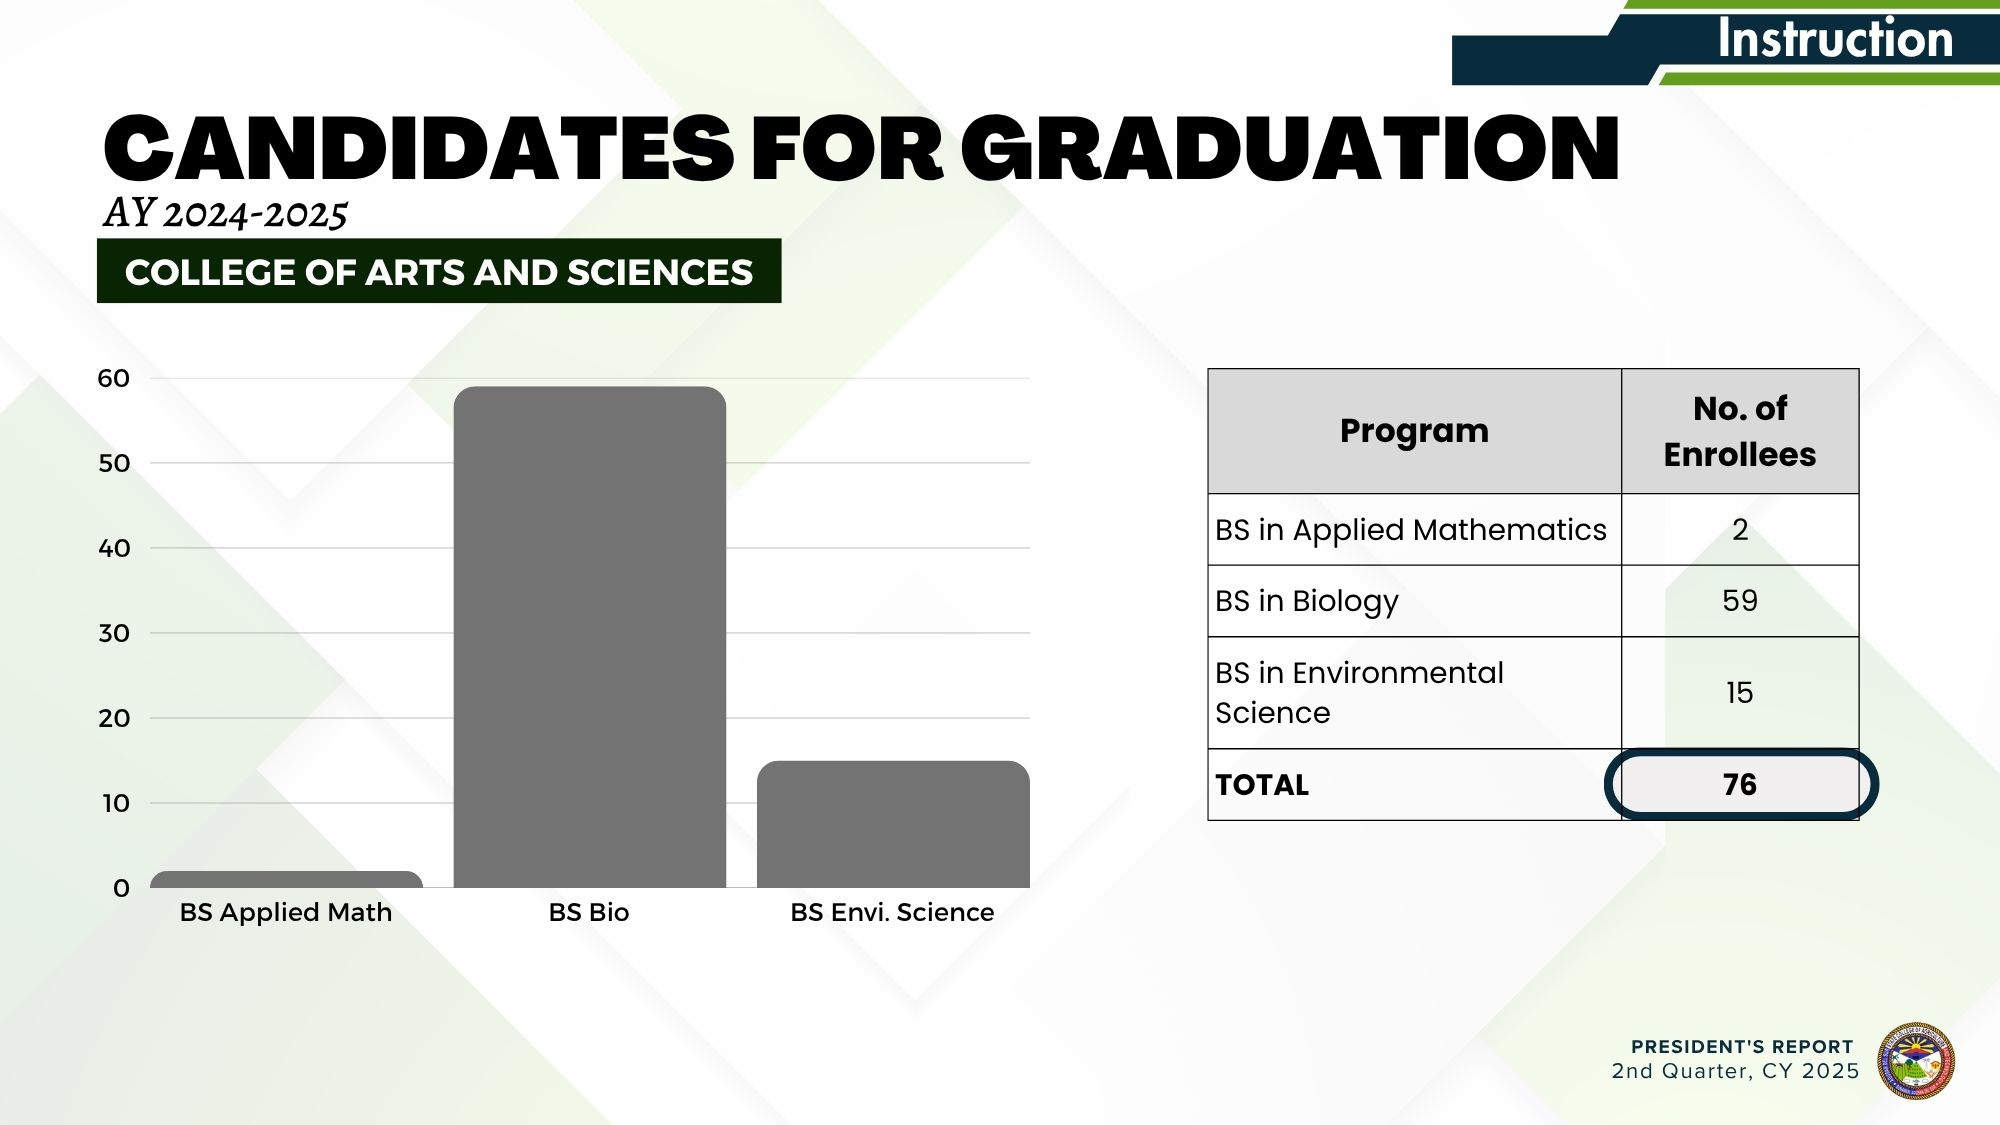 Instruction
CANDIDATES FOR GRADUATION
AY 2024-2025
COLLEGE OF ARTS AND SCIENCES
60
50
40
30
20
10
0
BS Applied Math
BS Bio
BS Envi. Science
Program
No. of
Enrollees
BS in Applied Mathematics
2
BS in Biology
59
BS in Environmental
Science
15
TOTAL
76
PRESIDENT'S REPORT
2nd Quarter, CY 2025